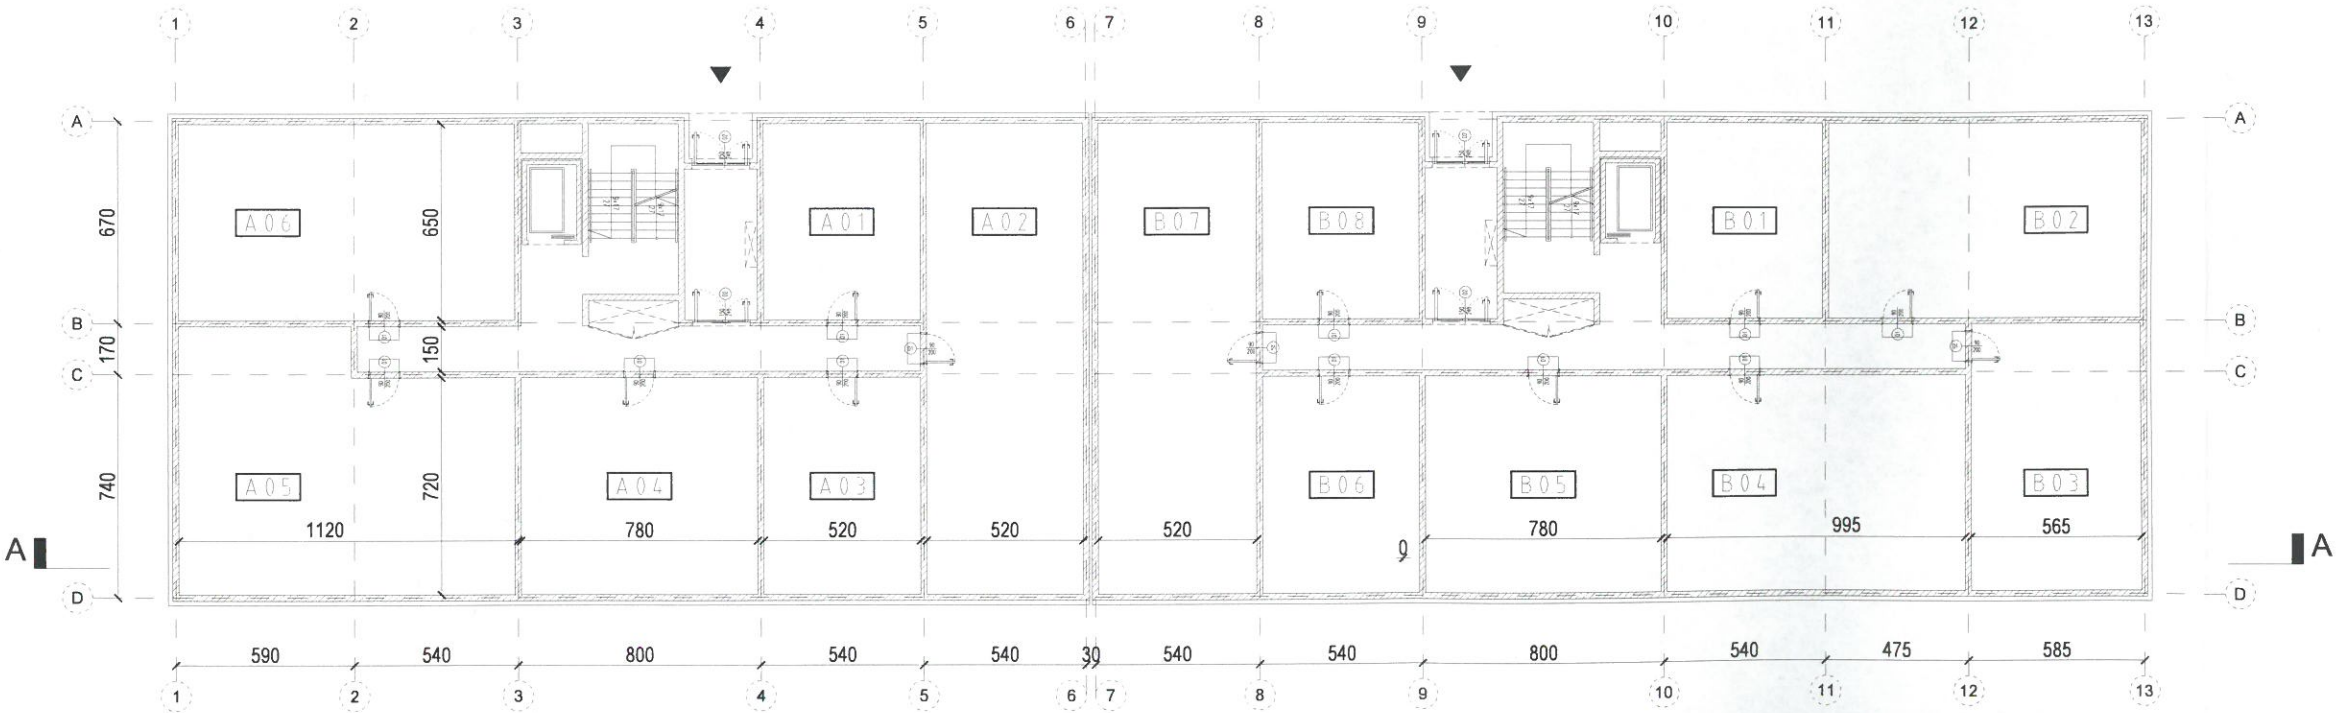 1 2 3 4 5 6 7 8 9 10 11 12 13
A A
A06 A01 A02 B07 B08 B01 B02
670 650
B B
170 150
C C
A05 A04 A03 B06 B05 B04 B03
740 720
1120 780 520 520 520 0 780 995 565
A A
D D
590 540 800 540 540 30 540 540 800 540 475 585
1 2 3 4 5 6 7 8 9 10 11 12 13